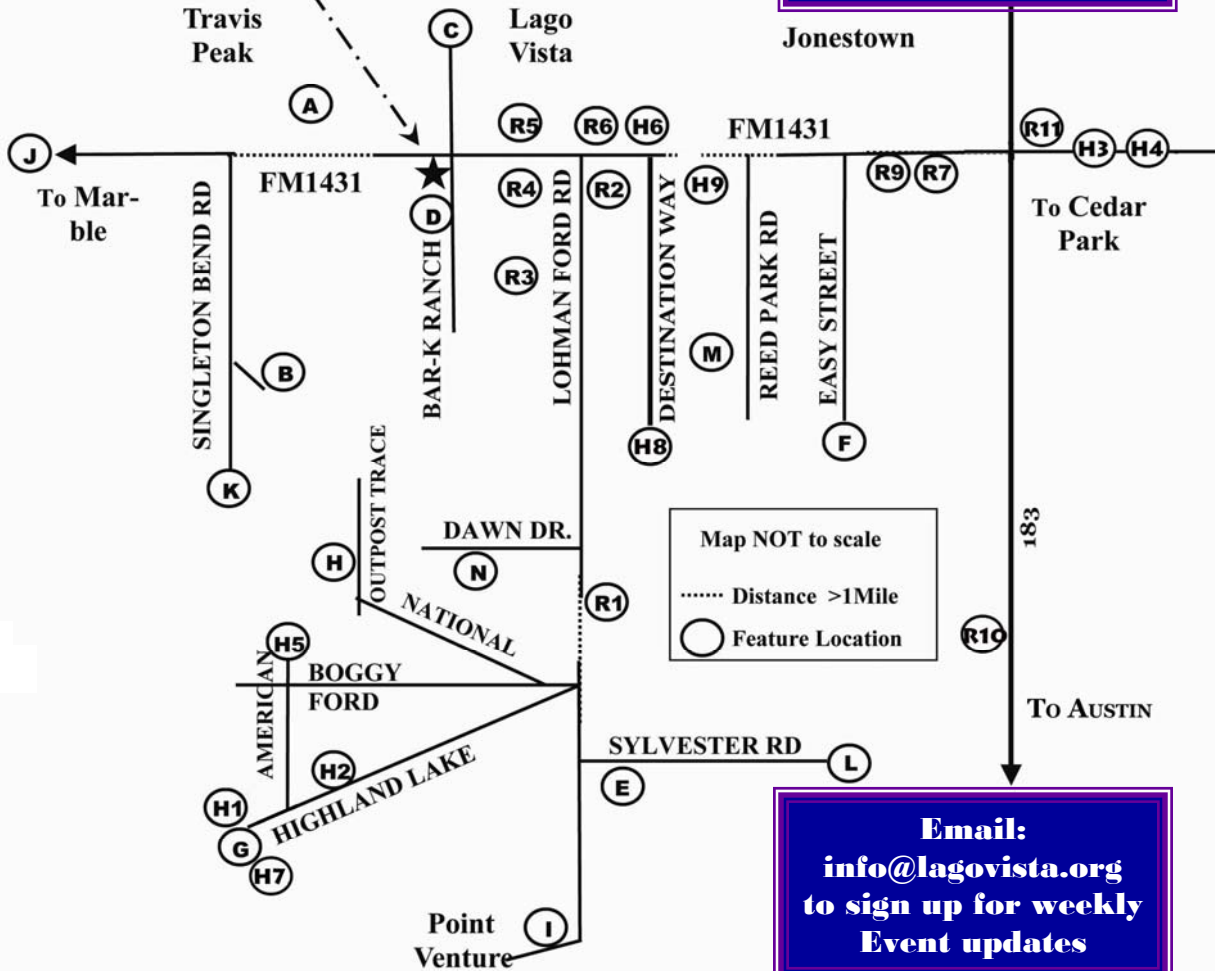 Travis
Peak
C
Lago
Vista
Jonestown
A
R5
R6
H6
FM1431
R11
H3
H4
J
FM1431
D
R4
R2
H9
R9
R7
To Mar-
ble
To Cedar
Park
SINGLETON BEND RD
BAR-K RANCH
R3
LOHMAN FORD RD
DESTINATION WAY
M
REED PARK RD
EASY STREET
B
K
H8
F
OUTPOST TRACE
DAWN DR.
H
N
R1
NATIONAL
Map NOT to scale
Distance >1Mile
Feature Location
183
R10
H5
AMERICAN
BOGGY
FORD
H2
HIGHLAND LAKE
H1
G
H7
SYLVESTER RD
L
E
To Austin
Point
Venture
I
Email:
info@lagovista.org
to sign up for weekly
Event updates